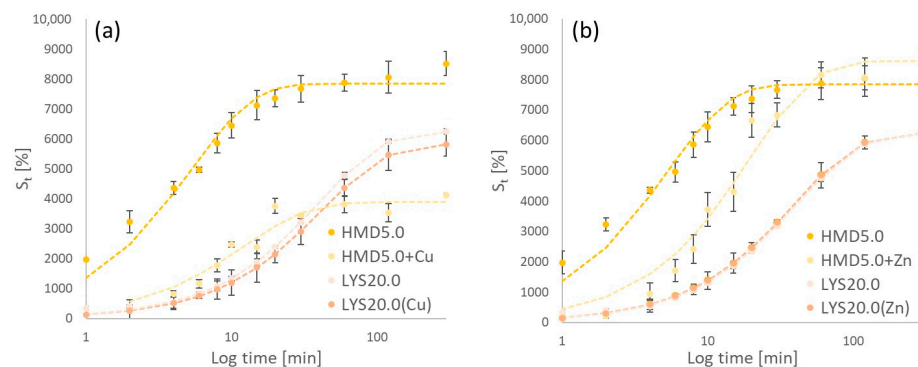 (a)
10,000
9000
8000
7000
6000
5000
4000
3000
2000
1000
0
St [%]
HMD5.0
HMD5.0+Cu
LYS20.0
LYS20.0(Cu)
1
10
100
Log time [min]
(b)
10,000
9000
8000
7000
6000
5000
4000
3000
2000
1000
0
St [%]
HMD5.0
HMD5.0+Zn
LYS20.0
LYS20.0(Zn)
1
10
100
Log time [min]